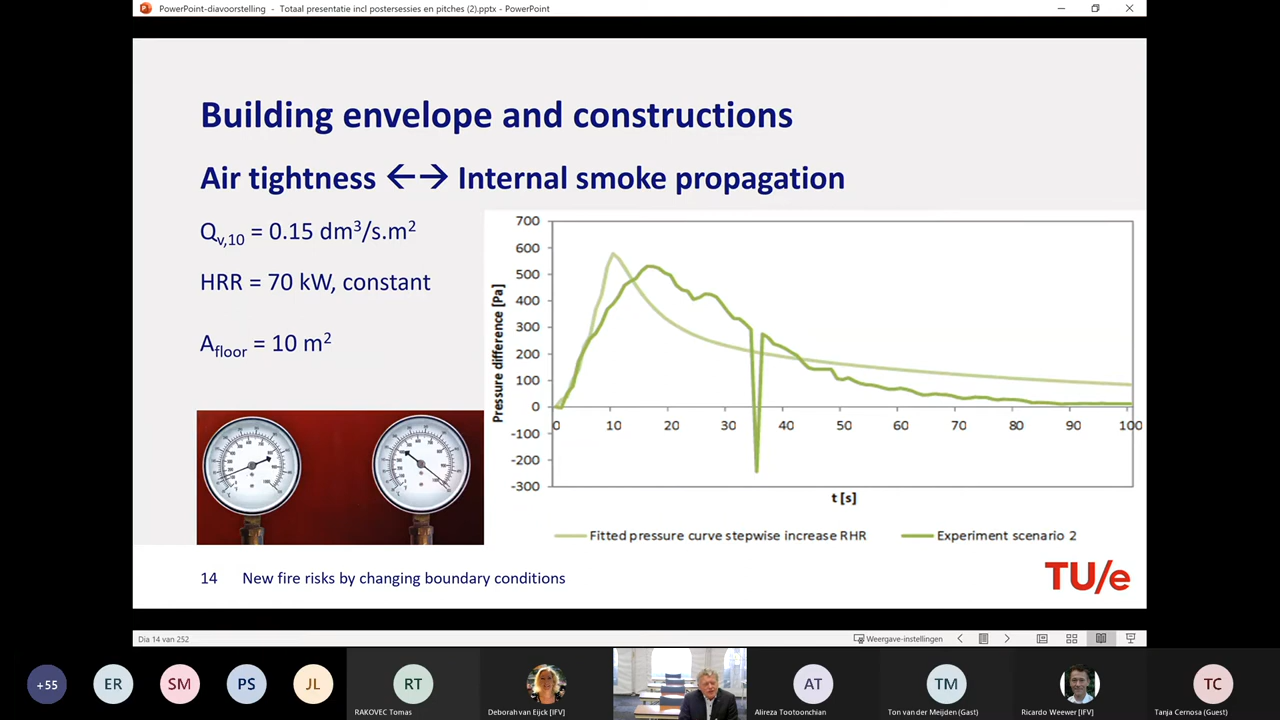 PowerPoint-diavoorstelling - Totaal presentatie incl postersessies en pitches (2).pptx - PowerPoint
Building envelope and constructions
Air tightness ←→ Internal smoke propagation
Qv,10 = 0.15 dm³/s.m²
HRR = 70 kW, constant
Afloor = 10 m²
Pressure difference [Pa]
700
600
500
400
300
200
100
0
-100
-200
-300
0 10 20 30 40 50 60 70 80 90 100
t [s]
Fitted pressure curve stepwise increase RHR
Experiment scenario 2
14 New fire risks by changing boundary conditions
TU/e
Dia 14 van 252
Weergave-instellingen
+55 ER SM PS JL RT AT TM TC
RAKOVEC Tomas
Deborah van Eijck [IFV]
Alireza Tootoonchian
Ton van der Meijden (Gast)
Ricardo Weewer [IFV]
Tanja Cernosa (Guest)